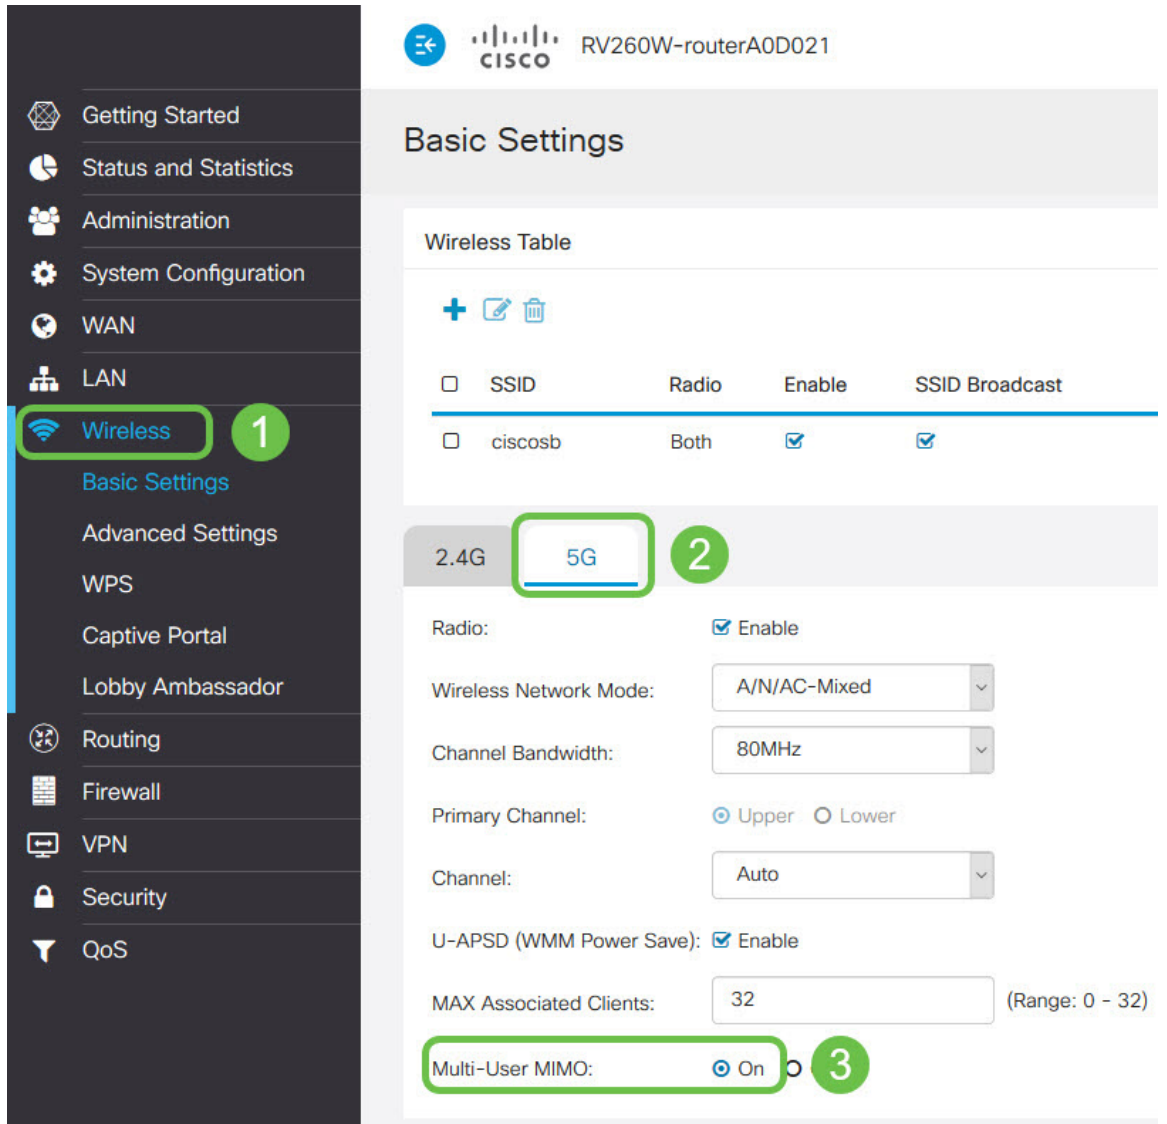 CISCO RV260W-routerA0D021
Getting Started
Status and Statistics
Administration
System Configuration
WAN
LAN
Wireless 1
Basic Settings
Advanced Settings
WPS
Captive Portal
Lobby Ambassador
Routing
Firewall
VPN
Security
QoS
Basic Settings
Wireless Table
SSID Radio Enable SSID Broadcast
ciscosb Both
2.4G 5G 2
Radio: Enable
Wireless Network Mode: A/N/AC-Mixed
Channel Bandwidth: 80MHz
Primary Channel: Upper Lower
Channel: Auto
U-APSD (WMM Power Save): Enable
MAX Associated Clients: 32 (Range: 0 - 32)
Multi-User MIMO: On 3